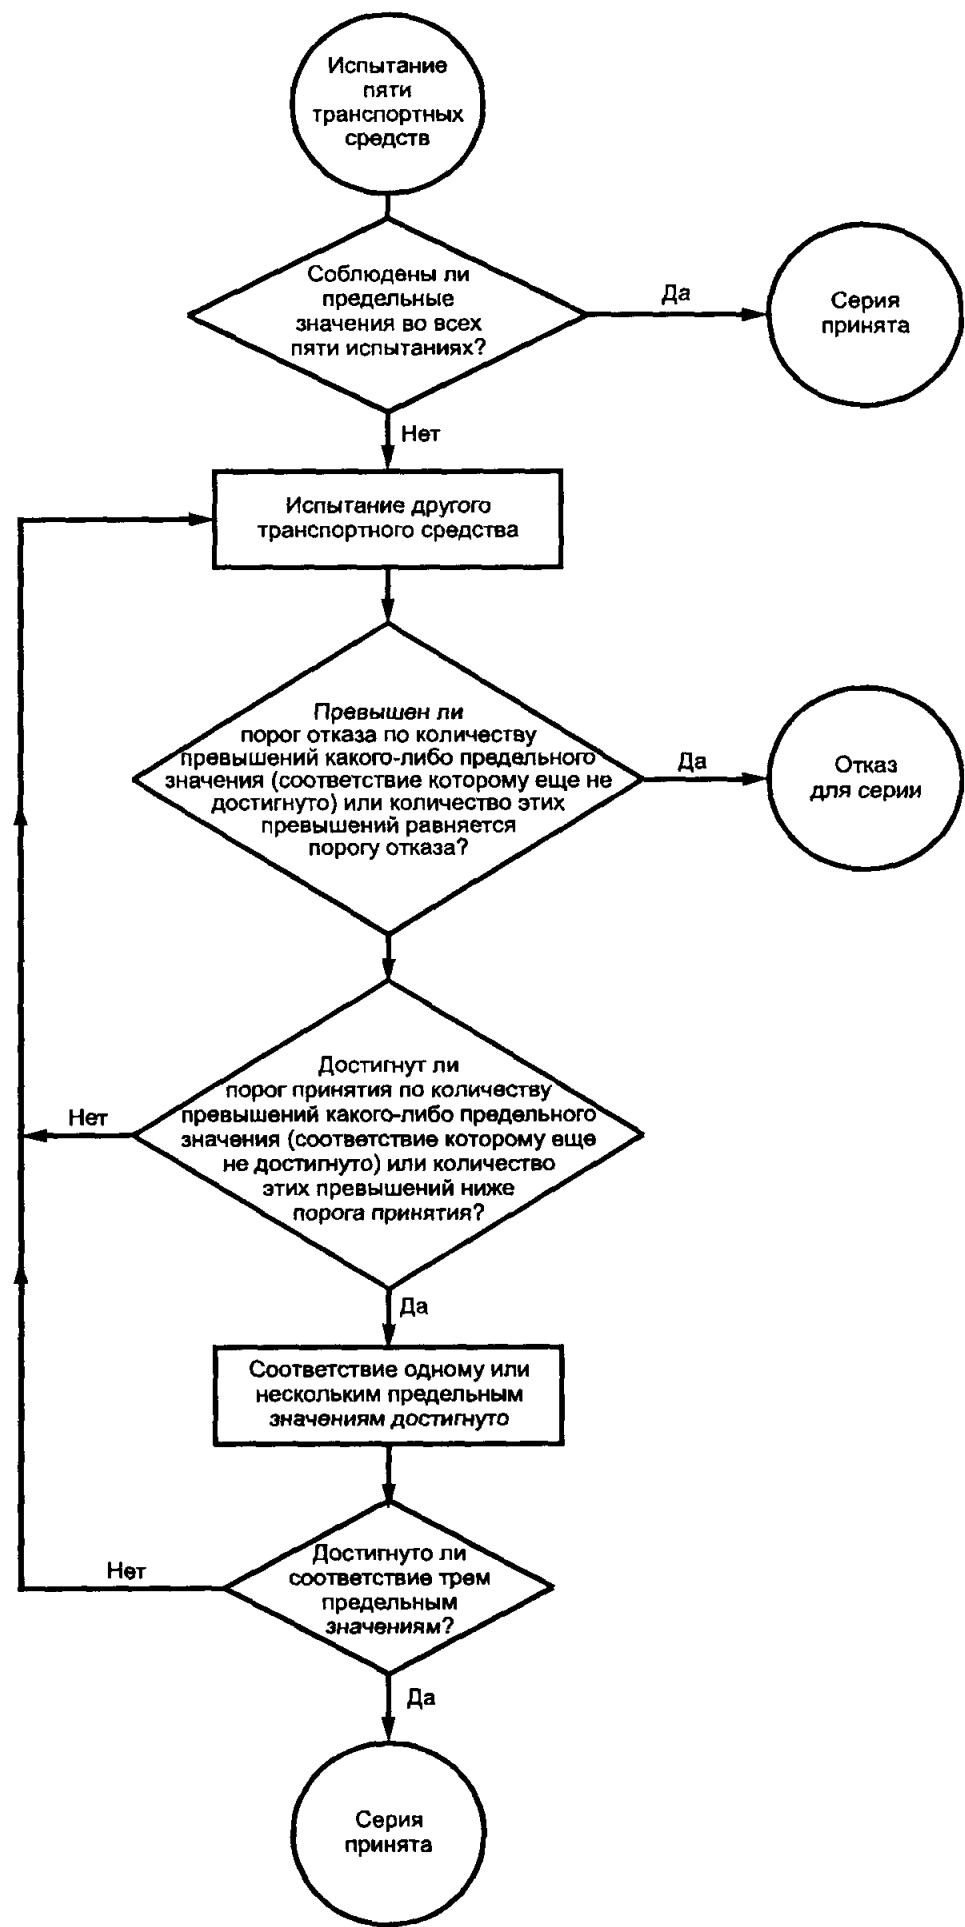 Испытание
пяти
транспортных
средств
Соблюдены ли
предельные
значения во всех
пяти испытаниях?
Да
Серия
принята
Нет
Испытание другого
транспортного средства
Превышен ли
порог отказа по количеству
превышений какого-либо предельного
значения (соответствие которому еще не
достигнуто) или количество этих
превышений равняется
порогу отказа?
Да
Отказ
для серии
Достигнут ли
порог принятия по количеству
превышений какого-либо предельного
значения (соответствие которому еще
не достигнуто) или количество
этих превышений ниже
порога принятия?
Нет
Да
Соответствие одному или
нескольким предельным
значениям достигнуто
Достигнуто ли
соответствие трем
предельным
значениям?
Нет
Да
Серия
принята